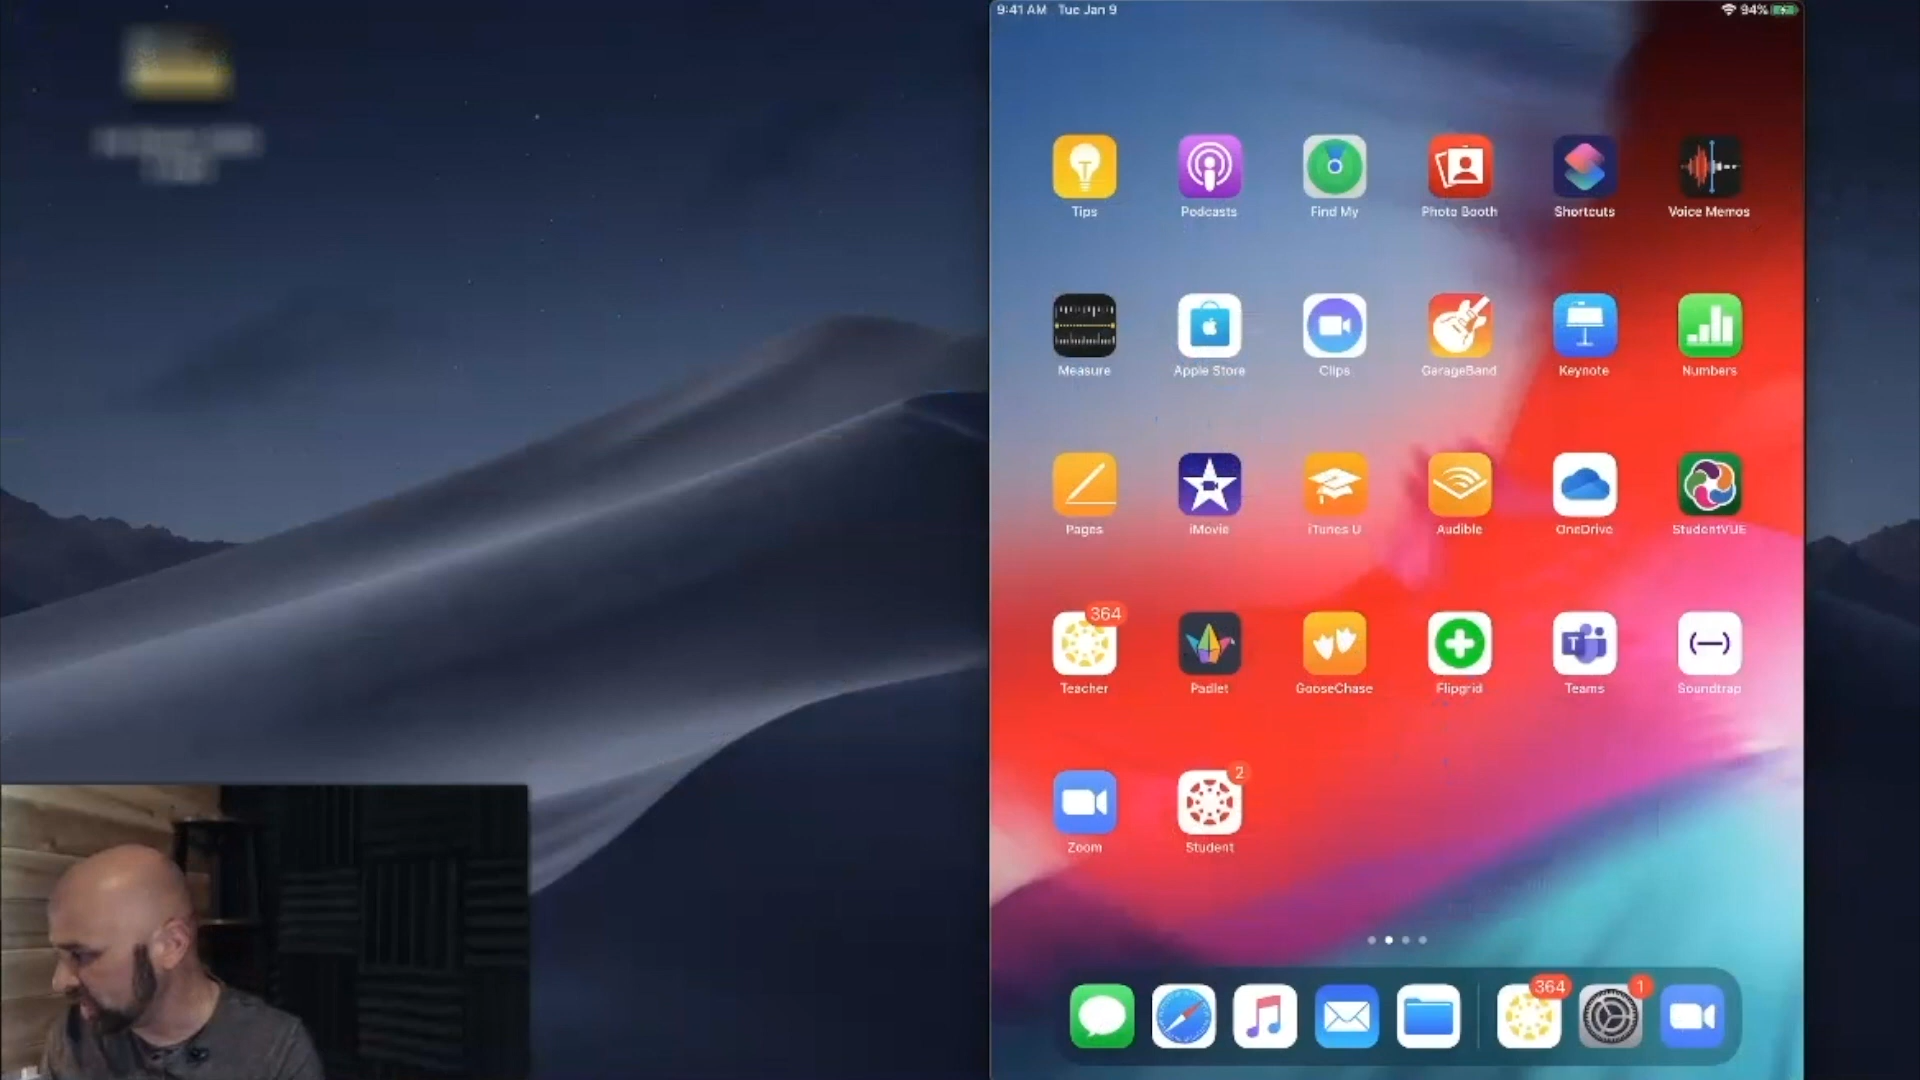 9:41 AM Tue Jan 9
94%
Tips Podcasts Find My Photo Booth Shortcuts Voice Memos
Measure Apple Store Clips GarageBand Keynote Numbers
Pages iMovie iTunes U Audible OneDrive StudentVUE
364
Teacher Padlet GooseChase Flipgrid Teams Soundtrap
2
Zoom Student
364 1